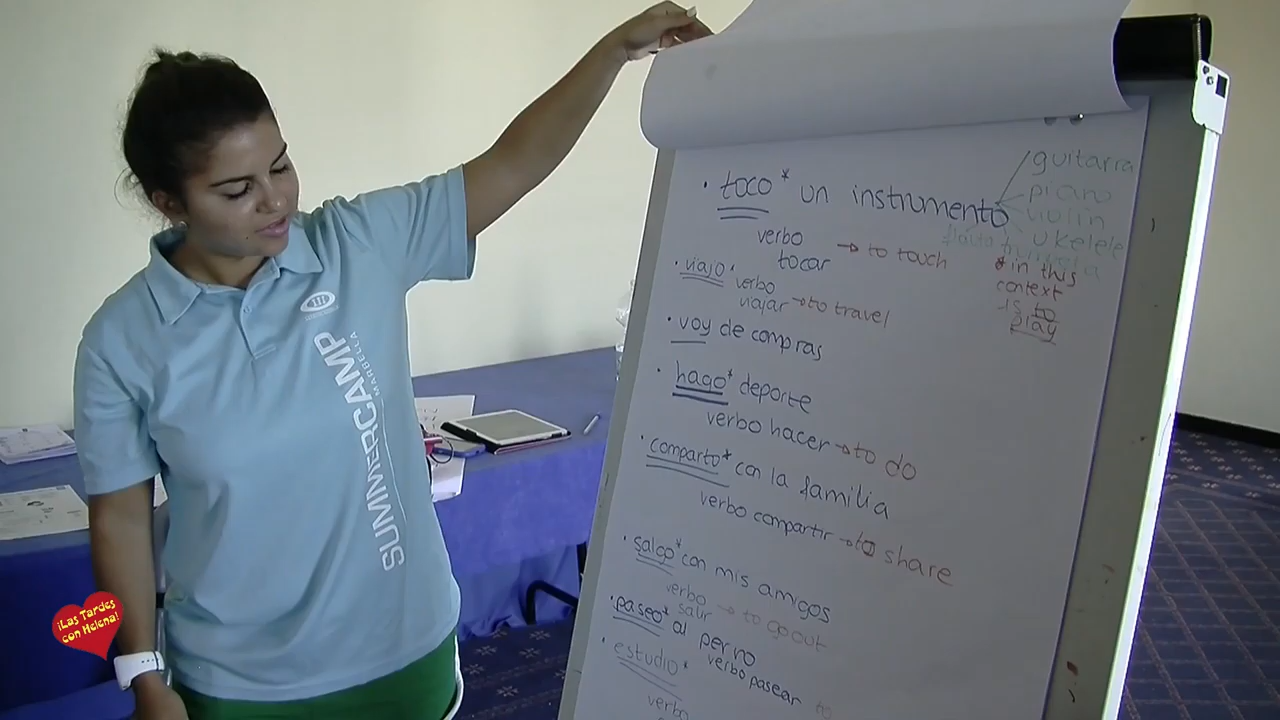 guitarra
• toco* un instrumento
piano
violin
ukelele
verbo
tocar → to touch
* in this
context
is to
play
• viajo* verbo
viajar → to travel
• voy de compras
• hago* deporte
verbo hacer → to do
• comparto* con la familia
verbo compartir → to share
• salgo* con mis amigos
verbo
salir → to go out
• paseo* al perro
verbo pasear to
estudio*
verbo
SUMMERCAMP
MARBELLA
¡Las Tardes
con Helena!